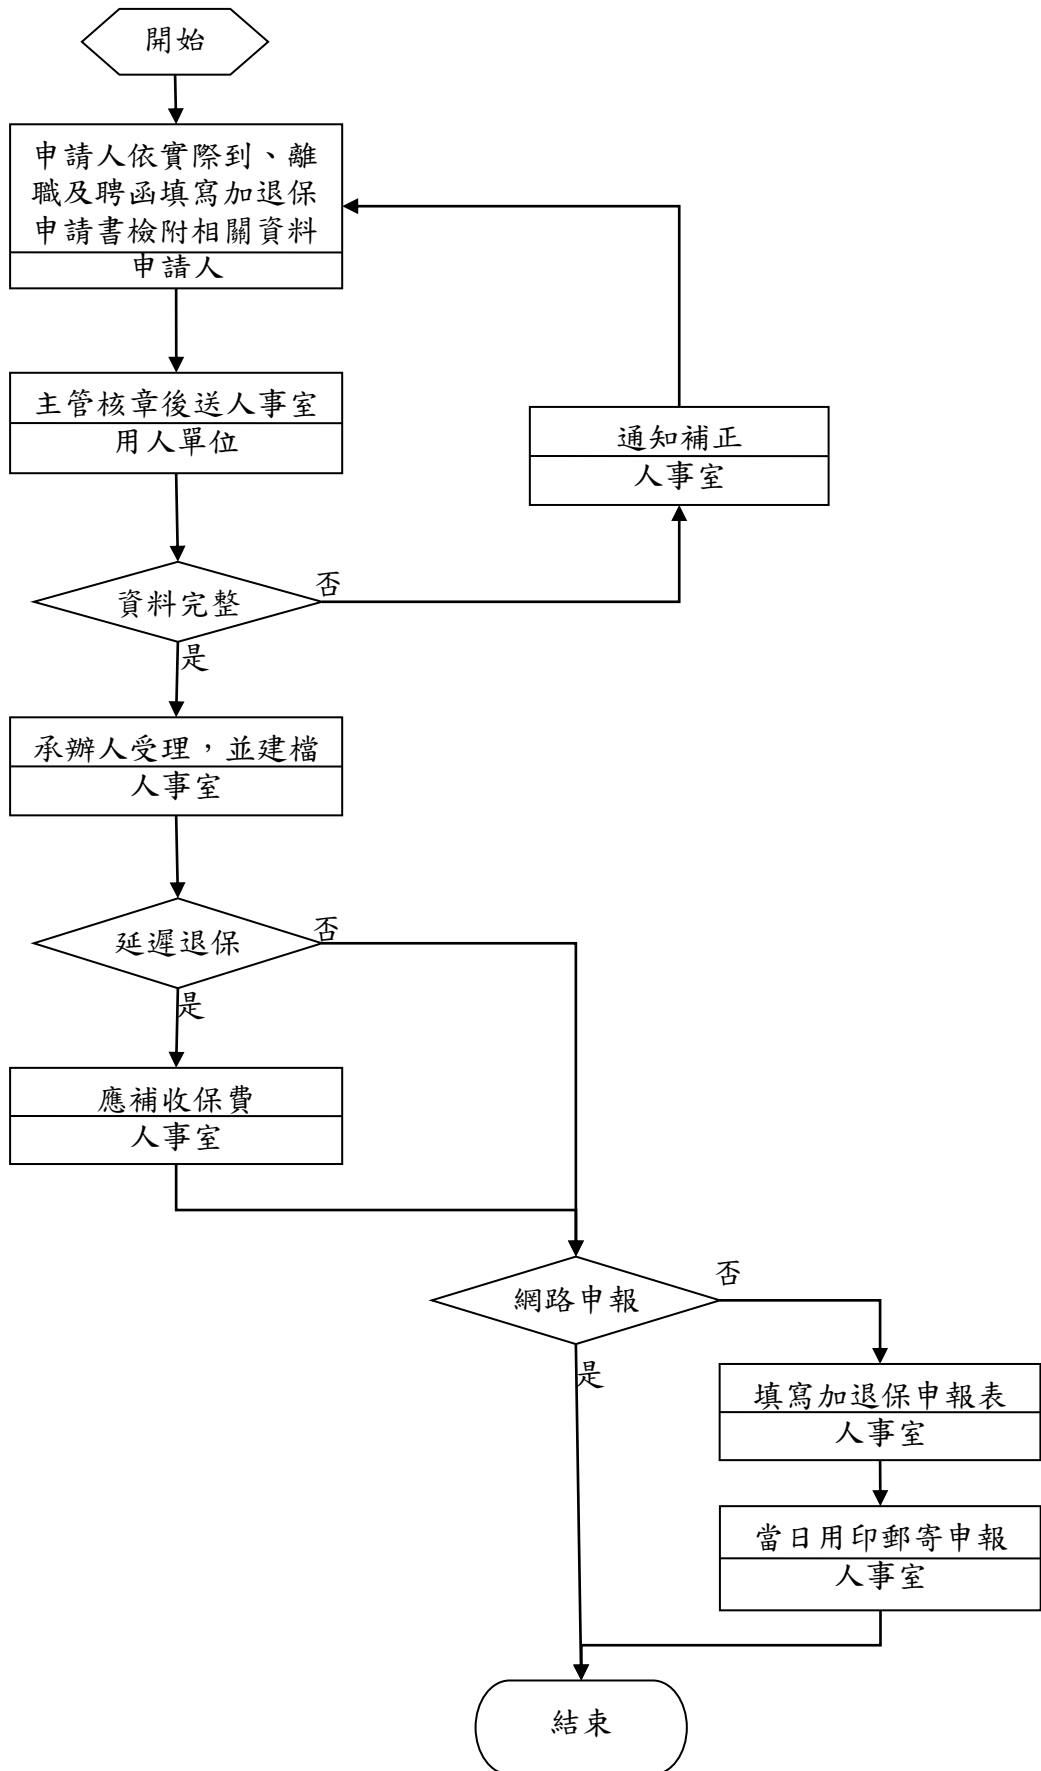 開始
申請人依實際到、離
職及聘函填寫加退保
申請書檢附相關資料
申請人
主管核章後送人事室
用人單位
通知補正
人事室
資料完整
否
是
承辦人受理，並建檔
人事室
延遲退保
否
是
應補收保費
人事室
網路申報
否
是
填寫加退保申報表
人事室
當日用印郵寄申報
人事室
結束